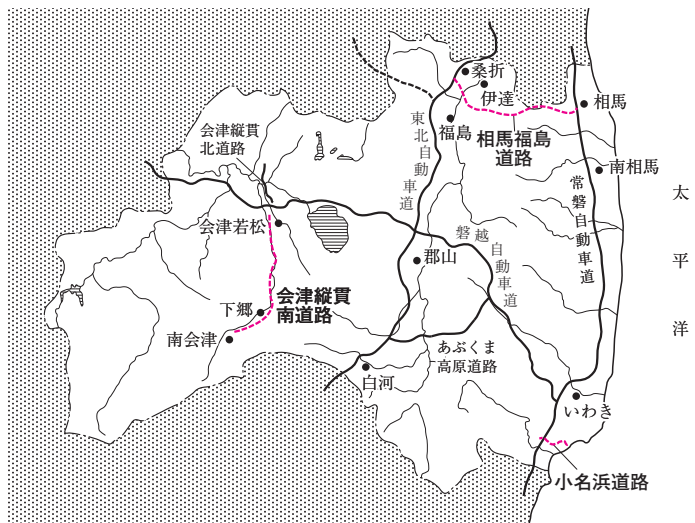 桑折
伊達
相馬
福島
相馬福島
道路
東北自動車道
会津縦貫
北道路
南相馬
常磐自動車道
太平洋
会津若松
磐越自動車道
郡山
会津縦貫
南道路
下郷
南会津
あぶくま
高原道路
白河
いわき
小名浜道路